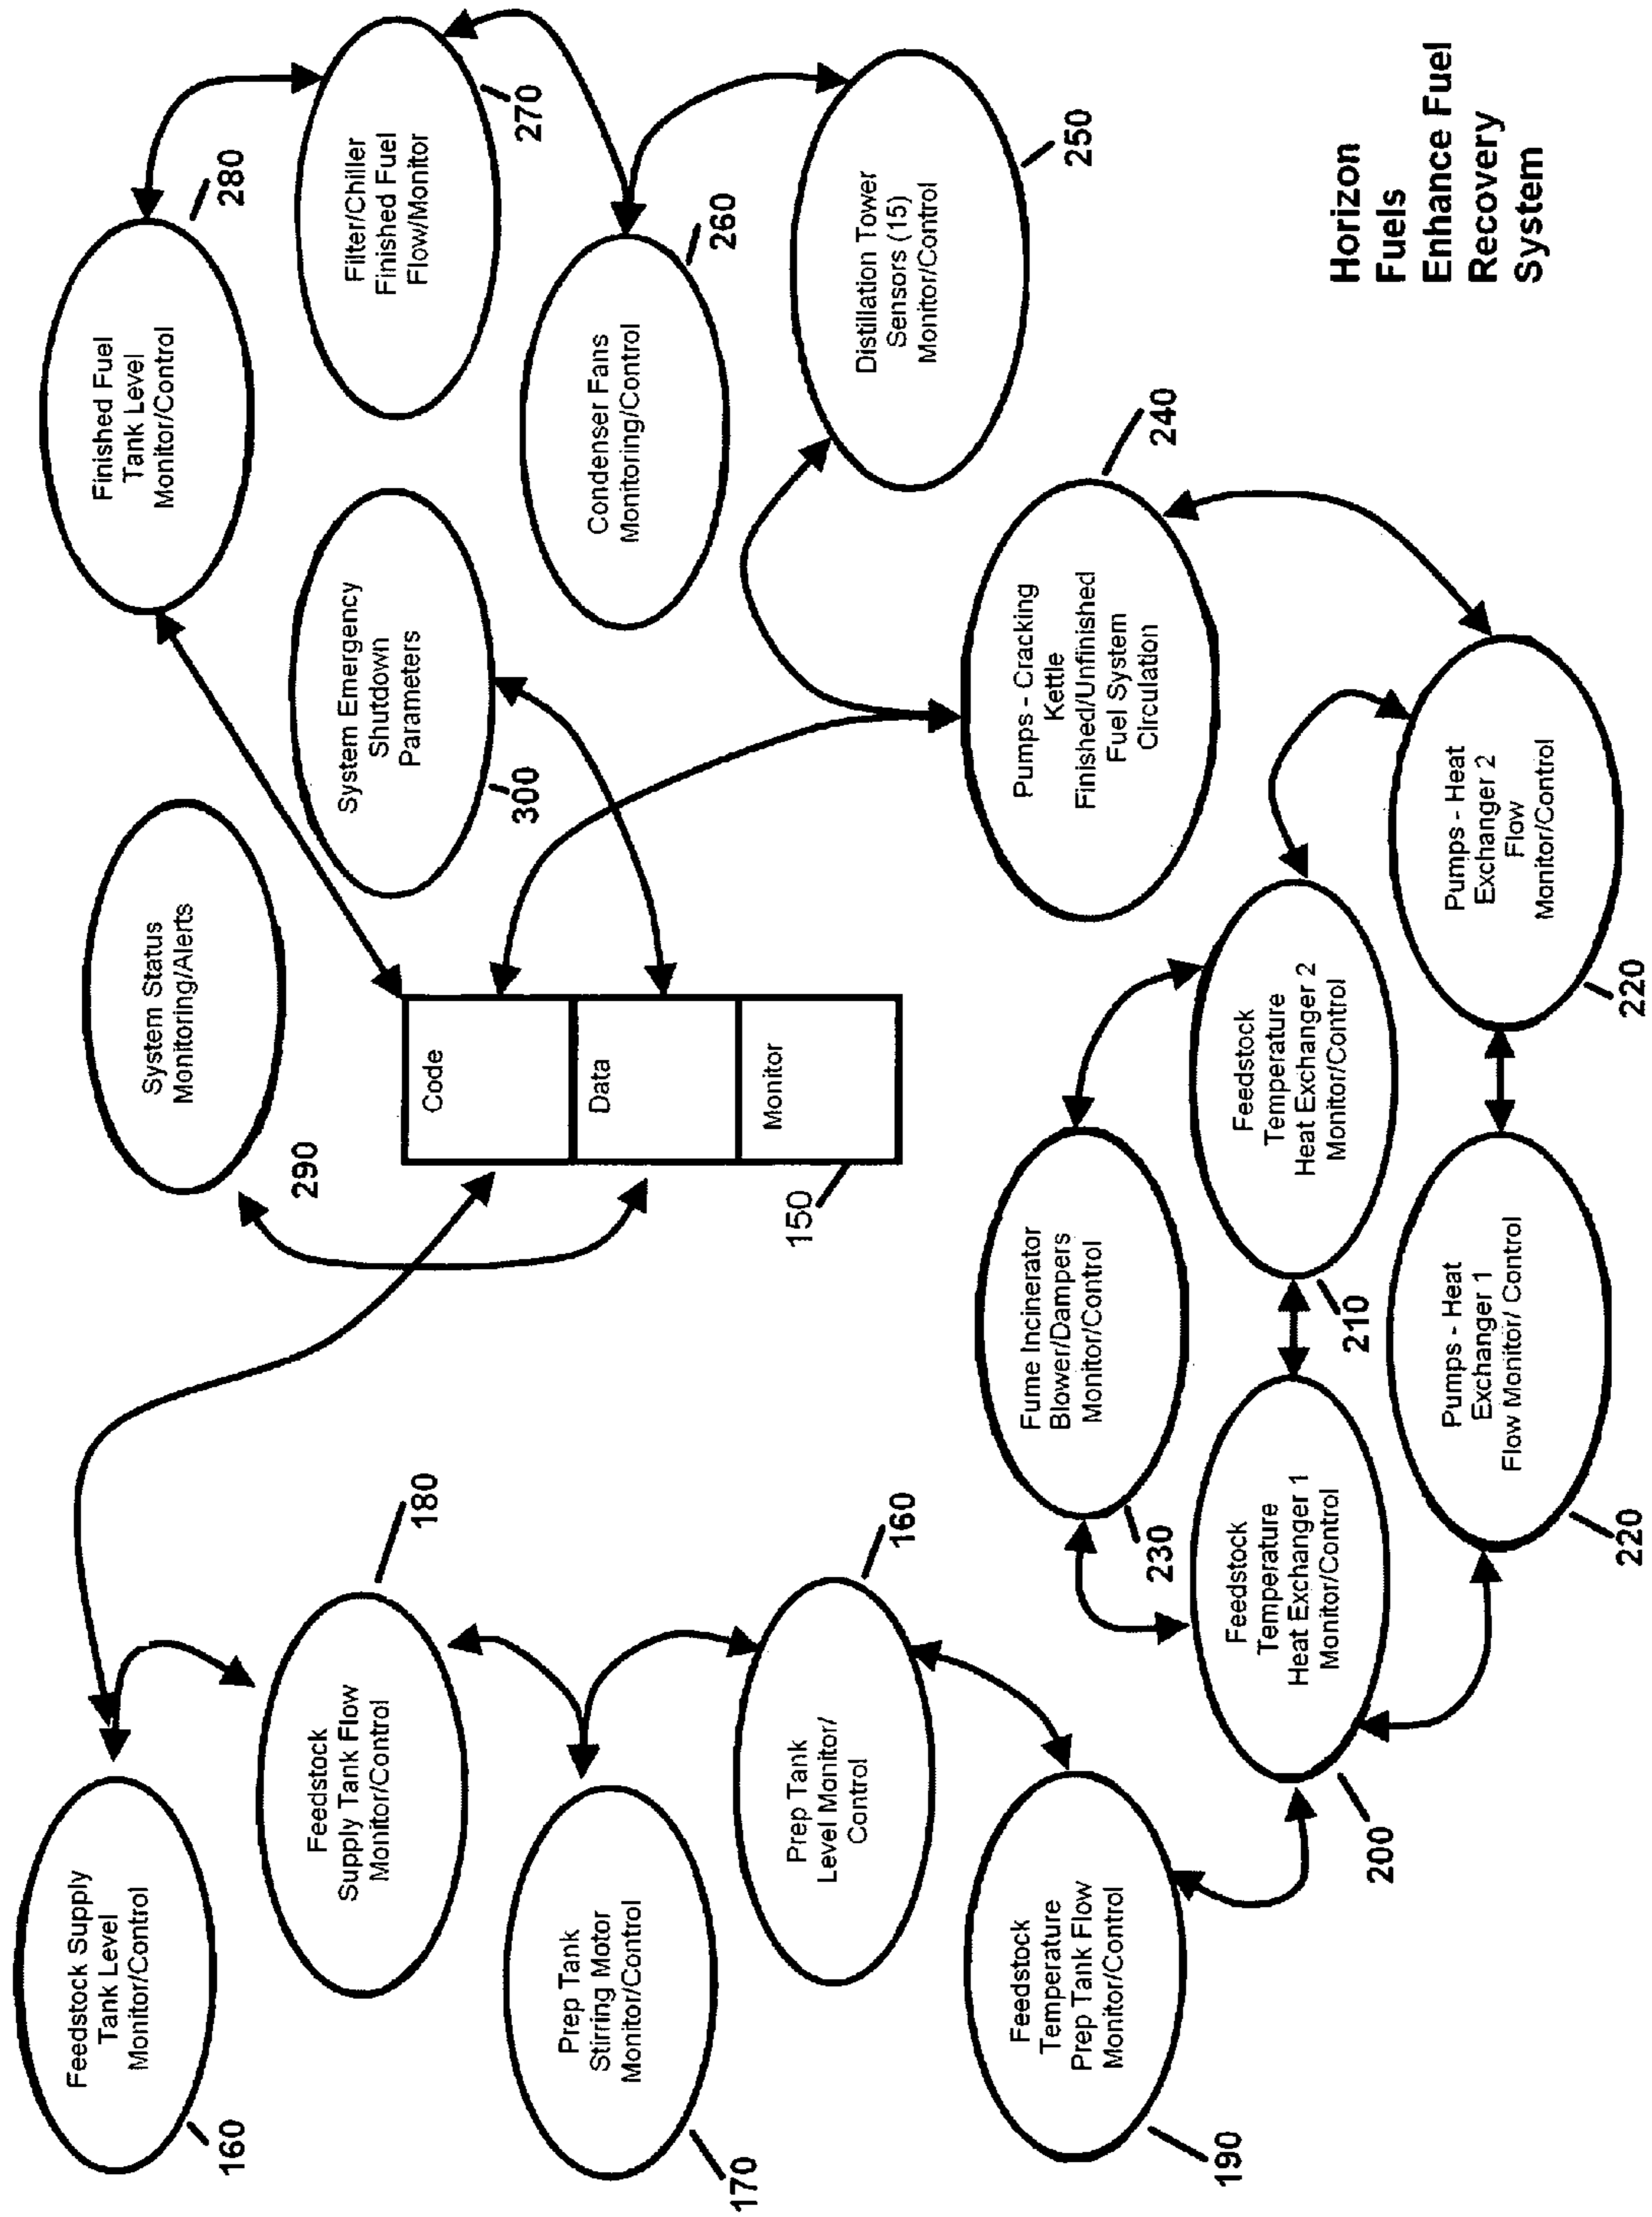 Feedstock Supply
Tank Level
Monitor/Control
160
Feedstock
Supply Tank Flow
Monitor/Control
180
Prep Tank
Stirring Motor
Monitor/Control
170
Prep Tank
Level Monitor/
Control
160
Feedstock
Temperature
Prep Tank Flow
Monitor/Control
190
Feedstock
Temperature
Heat Exchanger 1
Monitor/Control
200
Fume Incinerator
Blower/Dampers
Monitor/Control
230
Feedstock
Temperature
Heat Exchanger 2
Monitor/Control
210
Pumps - Heat
Exchanger 1
Flow Monitor/ Control
220
Pumps - Heat
Exchanger 2
Flow
Monitor/Control
220
System Status
Monitoring/Alerts
290
Code
Data
Monitor
150
System Emergency
Shutdown
Parameters
300
Finished Fuel
Tank Level
Monitor/Control
280
Filter/Chiller
Finished Fuel
Flow/Monitor
270
Condenser Fans
Monitoring/Control
260
Distillation Tower
Sensors (15)
Monitor/Control
250
Pumps - Cracking
Kettle
Finished/Unfinished
Fuel System
Circulation
240
Horizon
Fuels
Enhance Fuel
Recovery
System